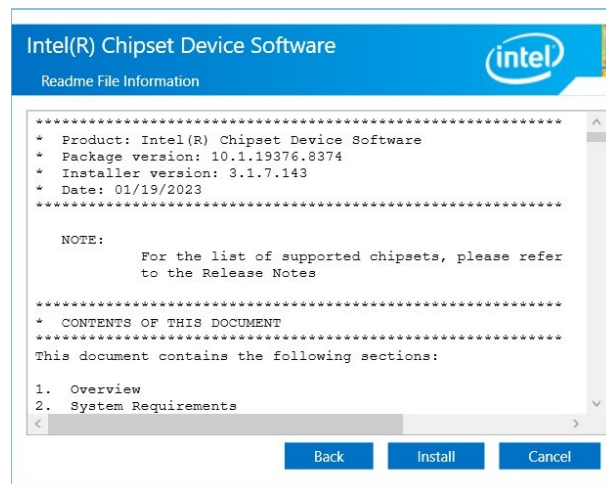 Intel(R) Chipset Device Software
Readme File Information
intel
************************************************************
*  Product: Intel(R) Chipset Device Software
*  Package version: 10.1.19376.8374
*  Installer version: 3.1.7.143
*  Date: 01/19/2023
************************************************************
NOTE:
For the list of supported chipsets, please refer
to the Release Notes
************************************************************
*  CONTENTS OF THIS DOCUMENT
************************************************************
This document contains the following sections:
1.  Overview
2.  System Requirements
Back Install Cancel